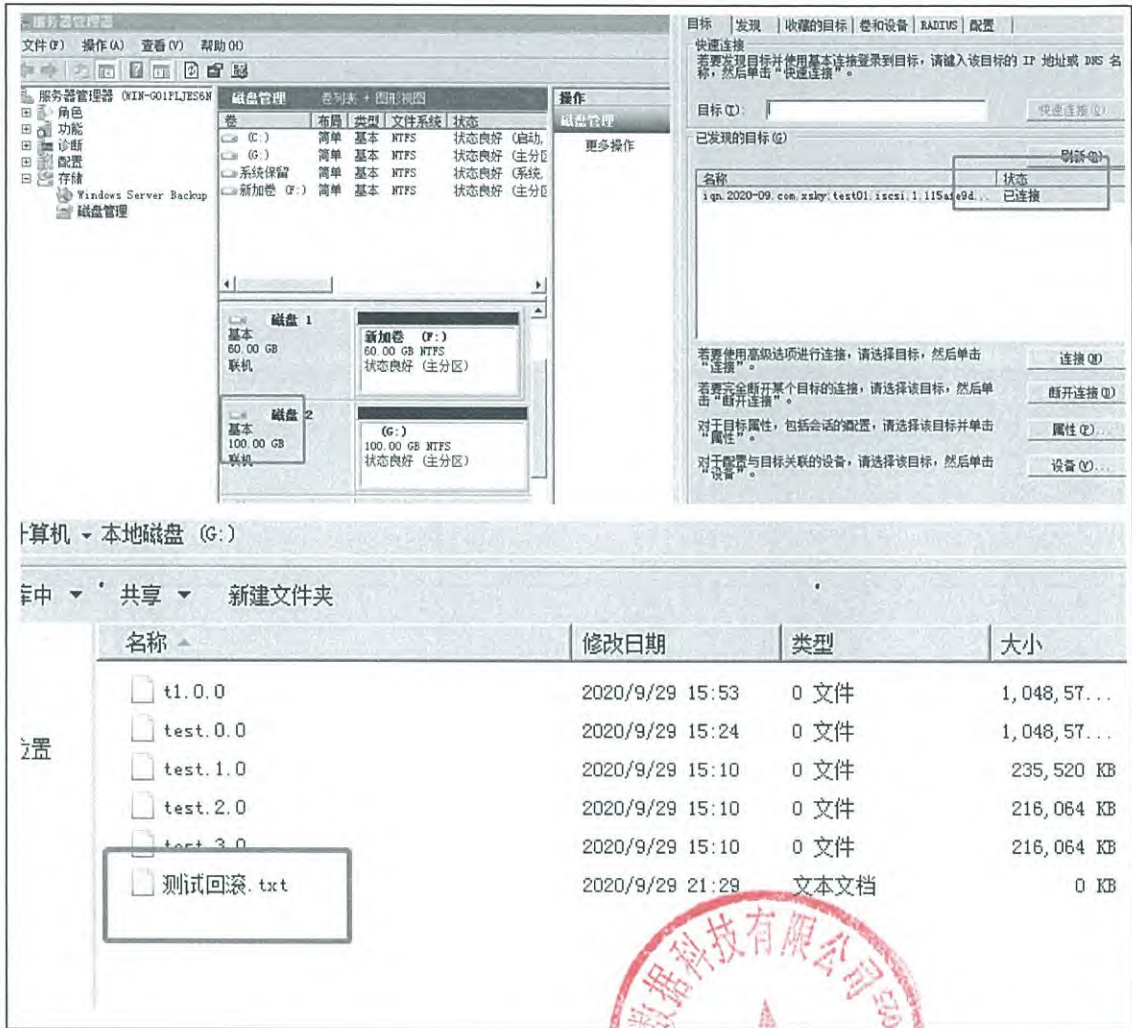 服务器管理器
文件(F) 操作(A) 查看(V) 帮助(H)
服务器管理器 (WIN-G01PLJES6N
角色
功能
诊断
配置
存储
Windows Server Backup
磁盘管理
磁盘管理 卷列表 + 图形视图
卷 布局 类型 文件系统 状态
(C:) 简单 基本 NTFS 状态良好 (启动,
(G:) 简单 基本 NTFS 状态良好 (主分区
系统保留 简单 基本 NTFS 状态良好 (系统,
新加卷 (F:) 简单 基本 NTFS 状态良好 (主分区
磁盘 1
基本
60.00 GB
联机
新加卷 (F:)
60.00 GB NTFS
状态良好 (主分区)
磁盘 2
基本
100.00 GB
联机
(G:)
100.00 GB NTFS
状态良好 (主分区)
操作
磁盘管理
更多操作
目标 发现 收藏的目标 卷和设备 RADIUS 配置
快速连接
若要发现目标并使用基本连接登录到目标，请键入该目标的 IP 地址或 DNS 名
称，然后单击“快速连接”。
目标(T): 快速连接(Q)
已发现的目标(G)
刷新(R)
名称 状态
已连接
若要使用高级选项进行连接，请选择目标，然后单击
“连接”。
连接(N)
若要完全断开某个目标的连接，请选择该目标，然后单
击“断开连接”。
断开连接(D)
对于目标属性，包括会话的配置，请选择该目标并单击
“属性”。
属性(P)...
对于配置与目标关联的设备，请选择该目标，然后单击
“设备”。
设备(V)...
计算机 本地磁盘 (G:)
库中 共享 新建文件夹
名称 修改日期 类型 大小
t1.0.0 2020/9/29 15:53 0 文件 1,048,57...
test.0.0 2020/9/29 15:24 0 文件 1,048,57...
test.1.0 2020/9/29 15:10 0 文件 235,520 KB
test.2.0 2020/9/29 15:10 0 文件 216,064 KB
test.3.0 2020/9/29 15:10 0 文件 216,064 KB
测试回滚.txt 2020/9/29 21:29 文本文档 0 KB
位置
数据科技有限公司